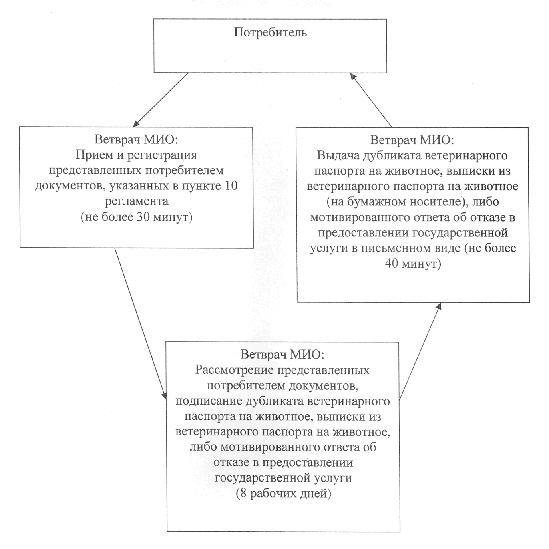 Потребитель
Ветврач МИО:
Прием и регистрация
представленных потребителем
документов, указанных в пункте 10
регламента
(не более 30 минут)
Ветврач МИО:
Выдача дубликата ветеринарного
паспорта на животное, выписки из
ветеринарного паспорта на животное
(на бумажном носителе), либо
мотивированного ответа об отказе в
предоставлении государственной
услуги в письменном виде (не более
40 минут)
Ветврач МИО:
Рассмотрение представленных
потребителем документов,
подписание дубликата ветеринарного
паспорта на животное, выписки из
ветеринарного паспорта на животное,
либо мотивированного ответа об
отказе в предоставлении
государственной услуги
(8 рабочих дней)